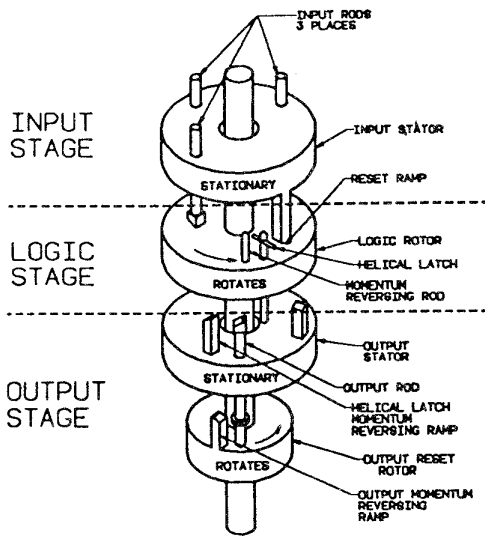 INPUT RODS
3 PLACES
INPUT
STAGE
INPUT STATOR
STATIONARY
RESET RAMP
LOGIC
STAGE
LOGIC ROTOR
HELICAL LATCH
ROTATES
MOMENTUM
REVERSING ROD
OUTPUT
STATOR
STATIONARY
OUTPUT ROD
OUTPUT
STAGE
HELICAL LATCH
MOMENTUM
REVERSING RAMP
ROTATES
OUTPUT RESET
ROTOR
OUTPUT MOMENTUM
REVERSING
RAMP